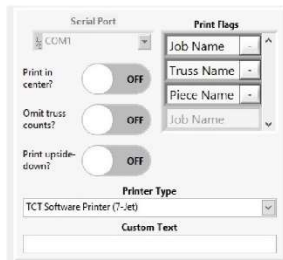 Serial Port
COM1
Print in
center?
OFF
Omit truss
counts?
OFF
Print upside-
down?
OFF
Print Flags
Job Name -
Truss Name -
Piece Name -
Job Name
Printer Type
TCT Software Printer (7-Jet)
Custom Text